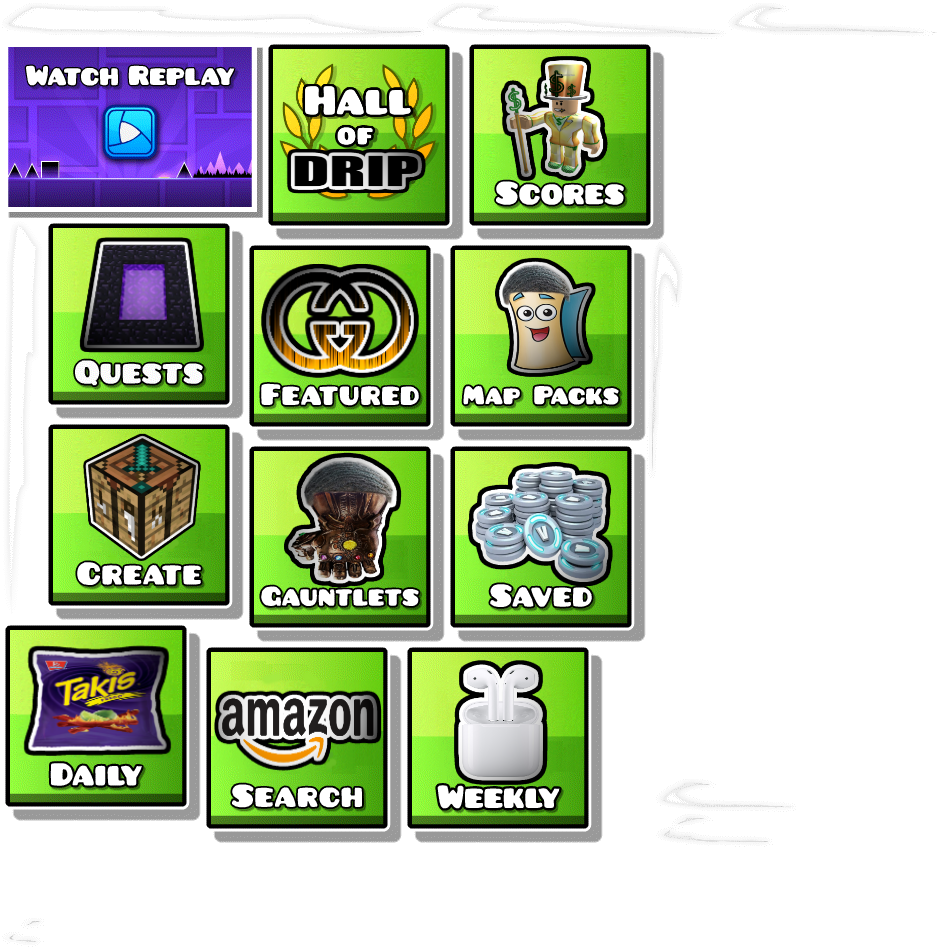 WATCH REPLAY
HALL
OF
DRIP
SCORES
QUESTS
FEATURED
MAP PACKS
CREATE
GAUNTLETS
SAVED
Takis
DAILY
amazon
SEARCH
WEEKLY